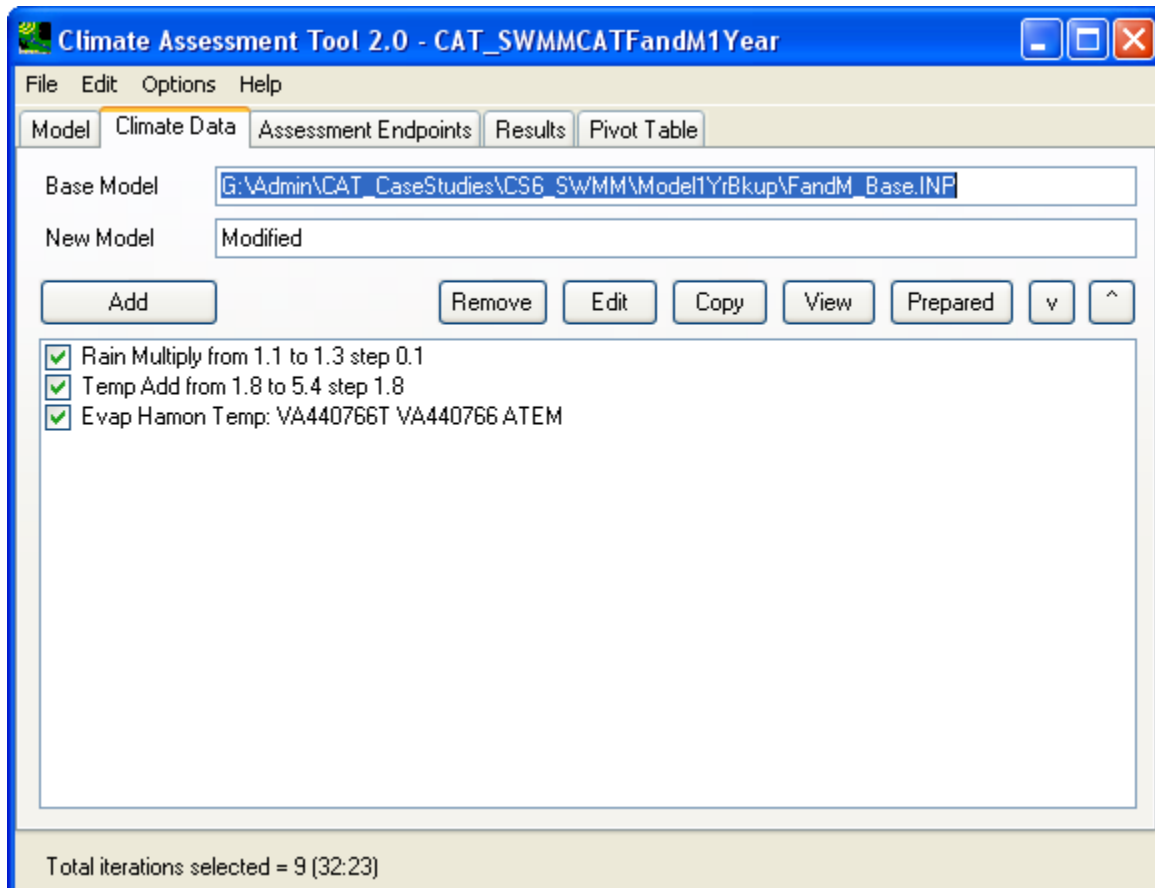 Climate Assessment Tool 2.0 - CAT_SWMMCATFandM1Year
File Edit Options Help
Model Climate Data Assessment Endpoints Results Pivot Table
Base Model G:\Admin\CAT_CaseStudies\CS6_SWMM\Model1YrBkup\FandM_Base.INP
New Model Modified
Add Remove Edit Copy View Prepared v ^
Rain Multiply from 1.1 to 1.3 step 0.1
Temp Add from 1.8 to 5.4 step 1.8
Evap Hamon Temp: VA440766T VA440766 ATEM
Total iterations selected = 9 (32:23)